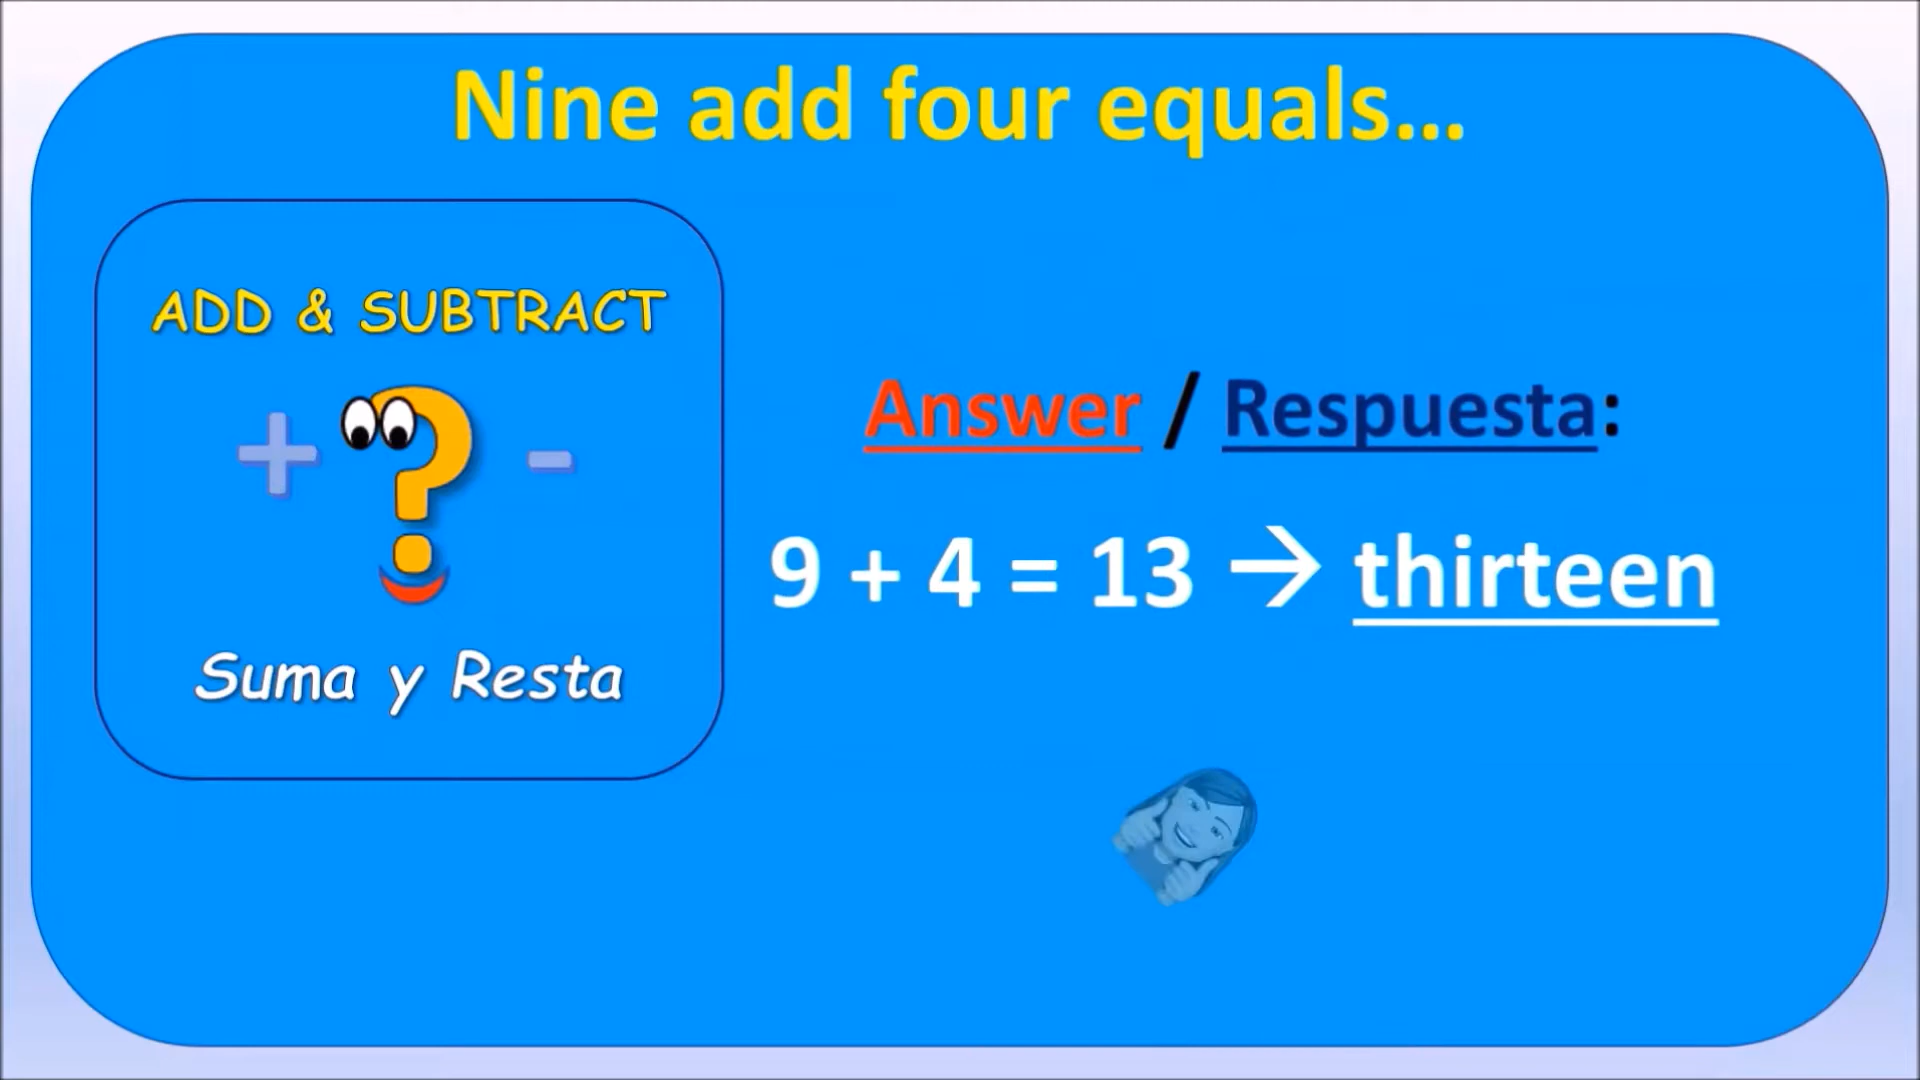 Nine add four equals...
ADD & SUBTRACT
+ ? -
Suma y Resta
Answer / Respuesta:
9 + 4 = 13 → thirteen